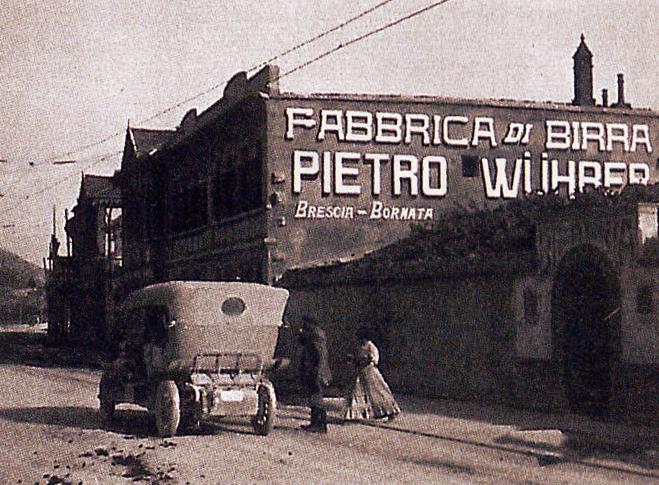 FABBRICA DI BIRRA
PIETRO WÜHRER
BRESCIA - BORNATA